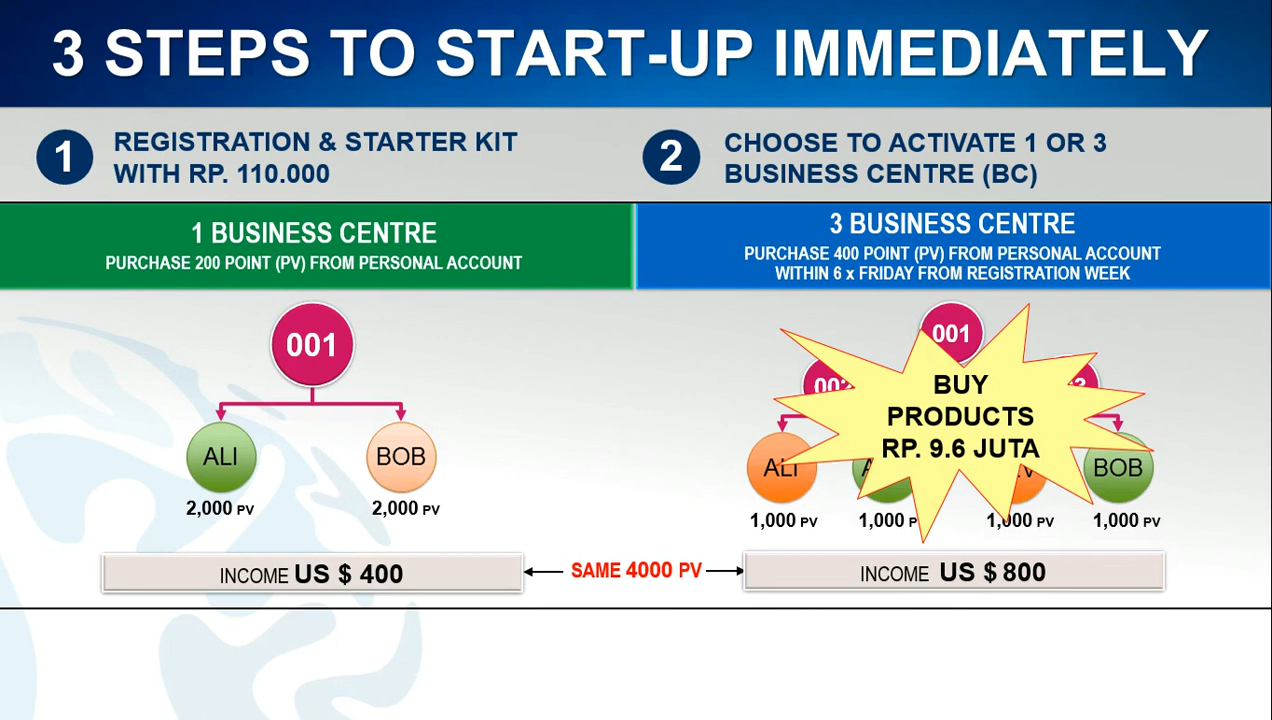 3 STEPS TO START-UP IMMEDIATELY
1
REGISTRATION & STARTER KIT
WITH RP. 110.000
2
CHOOSE TO ACTIVATE 1 OR 3
BUSINESS CENTRE (BC)
1 BUSINESS CENTRE
PURCHASE 200 POINT (PV) FROM PERSONAL ACCOUNT
3 BUSINESS CENTRE
PURCHASE 400 POINT (PV) FROM PERSONAL ACCOUNT
WITHIN 6 x FRIDAY FROM REGISTRATION WEEK
001
ALI
BOB
2,000 PV
2,000 PV
001
BUY
PRODUCTS
RP. 9.6 JUTA
ALI
BOB
1,000 PV
1,000
1,000 PV
1,000 PV
INCOME US $ 400
SAME 4000 PV
INCOME US $ 800